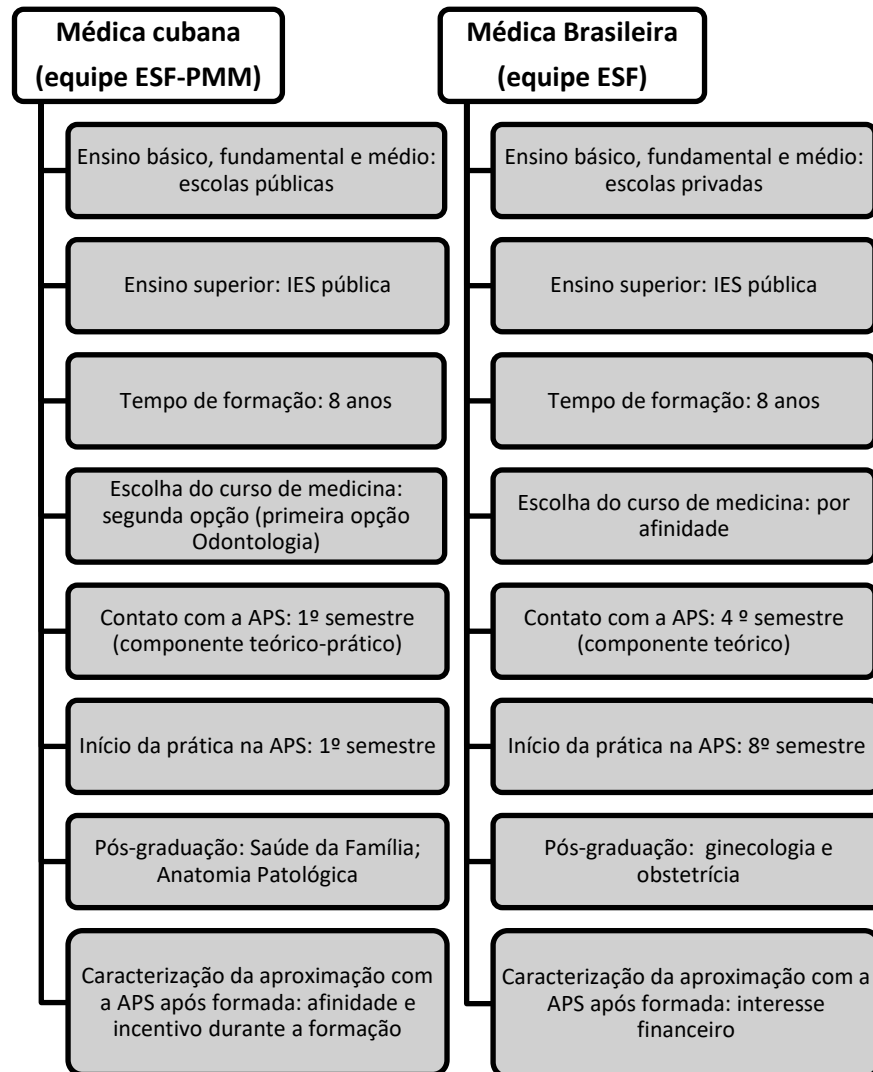 Médica cubana
(equipe ESF-PMM)
Ensino básico, fundamental e médio:
escolas públicas
Ensino superior: IES pública
Tempo de formação: 8 anos
Escolha do curso de medicina:
segunda opção (primeira opção
Odontologia)
Contato com a APS: 1º semestre
(componente teórico-prático)
Início da prática na APS: 1º semestre
Pós-graduação: Saúde da Família;
Anatomia Patológica
Caracterização da aproximação com
a APS após formada: afinidade e
incentivo durante a formação
Médica Brasileira
(equipe ESF)
Ensino básico, fundamental e médio:
escolas privadas
Ensino superior: IES pública
Tempo de formação: 8 anos
Escolha do curso de medicina: por
afinidade
Contato com a APS: 4 º semestre
(componente teórico)
Início da prática na APS: 8º semestre
Pós-graduação: ginecologia e
obstetrícia
Caracterização da aproximação com a
APS após formada: interesse
financeiro